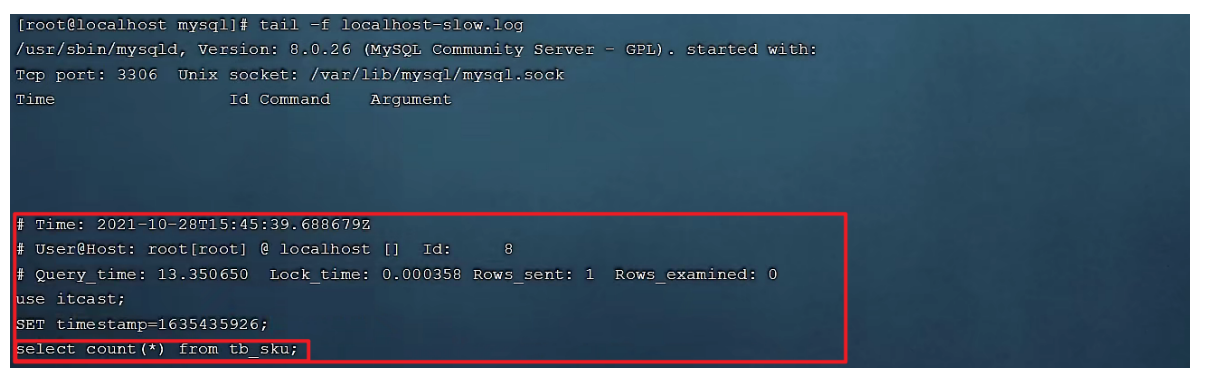 [root@localhost mysql]# tail -f localhost-slow.log
/usr/sbin/mysqld, Version: 8.0.26 (MySQL Community Server - GPL). started with:
Tcp port: 3306  Unix socket: /var/lib/mysql/mysql.sock
Time                 Id Command    Argument
# Time: 2021-10-28T15:45:39.688679Z
# User@Host: root[root] @ localhost []  Id:     8
# Query_time: 13.350650  Lock_time: 0.000358 Rows_sent: 1  Rows_examined: 0
use itcast;
SET timestamp=1635435926;
select count(*) from tb_sku;